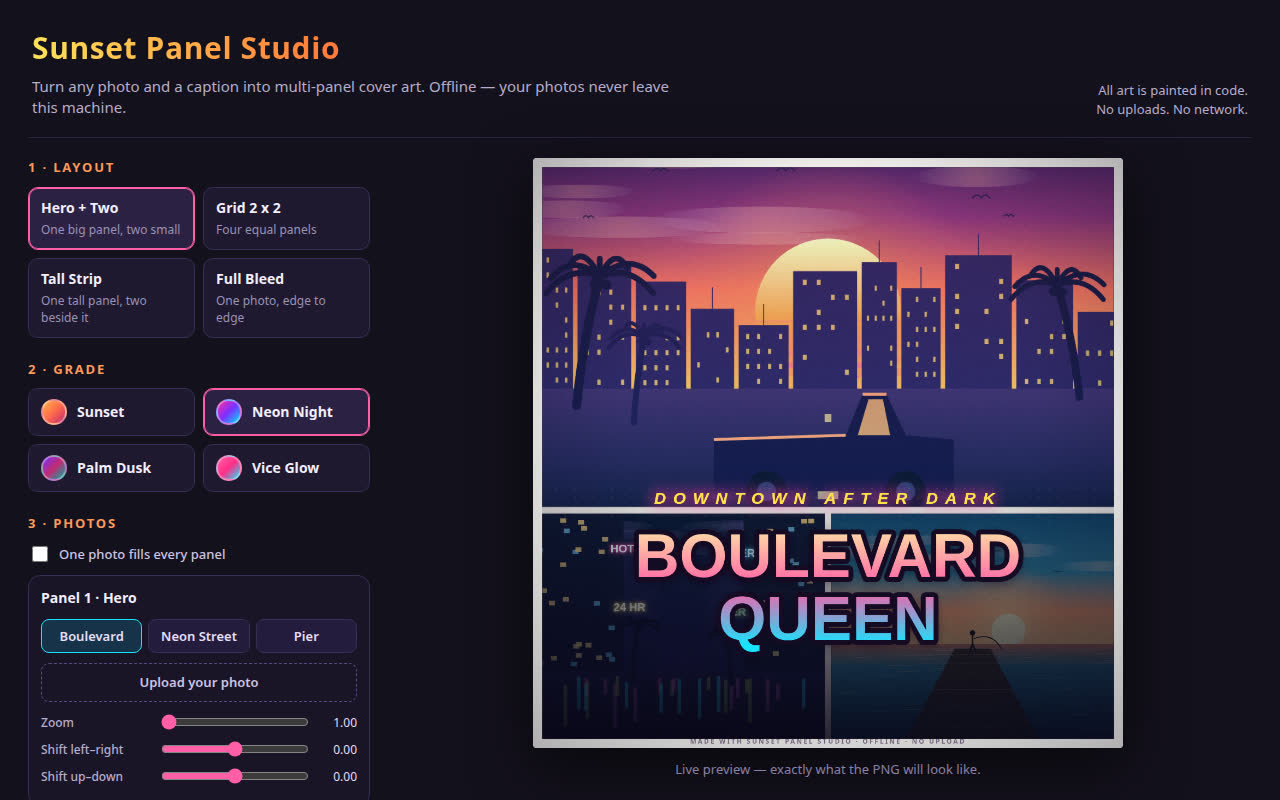 Sunset Panel Studio
Turn any photo and a caption into multi-panel cover art. Offline — your photos never leave
this machine.
All art is painted in code.
No uploads. No network.
1 · LAYOUT
Hero + Two
One big panel, two small
Grid 2 x 2
Four equal panels
Tall Strip
One tall panel, two
beside it
Full Bleed
One photo, edge to
edge
2 · GRADE
Sunset
Neon Night
Palm Dusk
Vice Glow
3 · PHOTOS
One photo fills every panel
Panel 1 · Hero
Boulevard
Neon Street
Pier
Upload your photo
Zoom
1.00
Shift left–right
0.00
Shift up–down
0.00
DOWNTOWN AFTER DARK
BOULEVARD
QUEEN
24 HR
MADE WITH SUNSET PANEL STUDIO · OFFLINE · NO UPLOAD
Live preview — exactly what the PNG will look like.